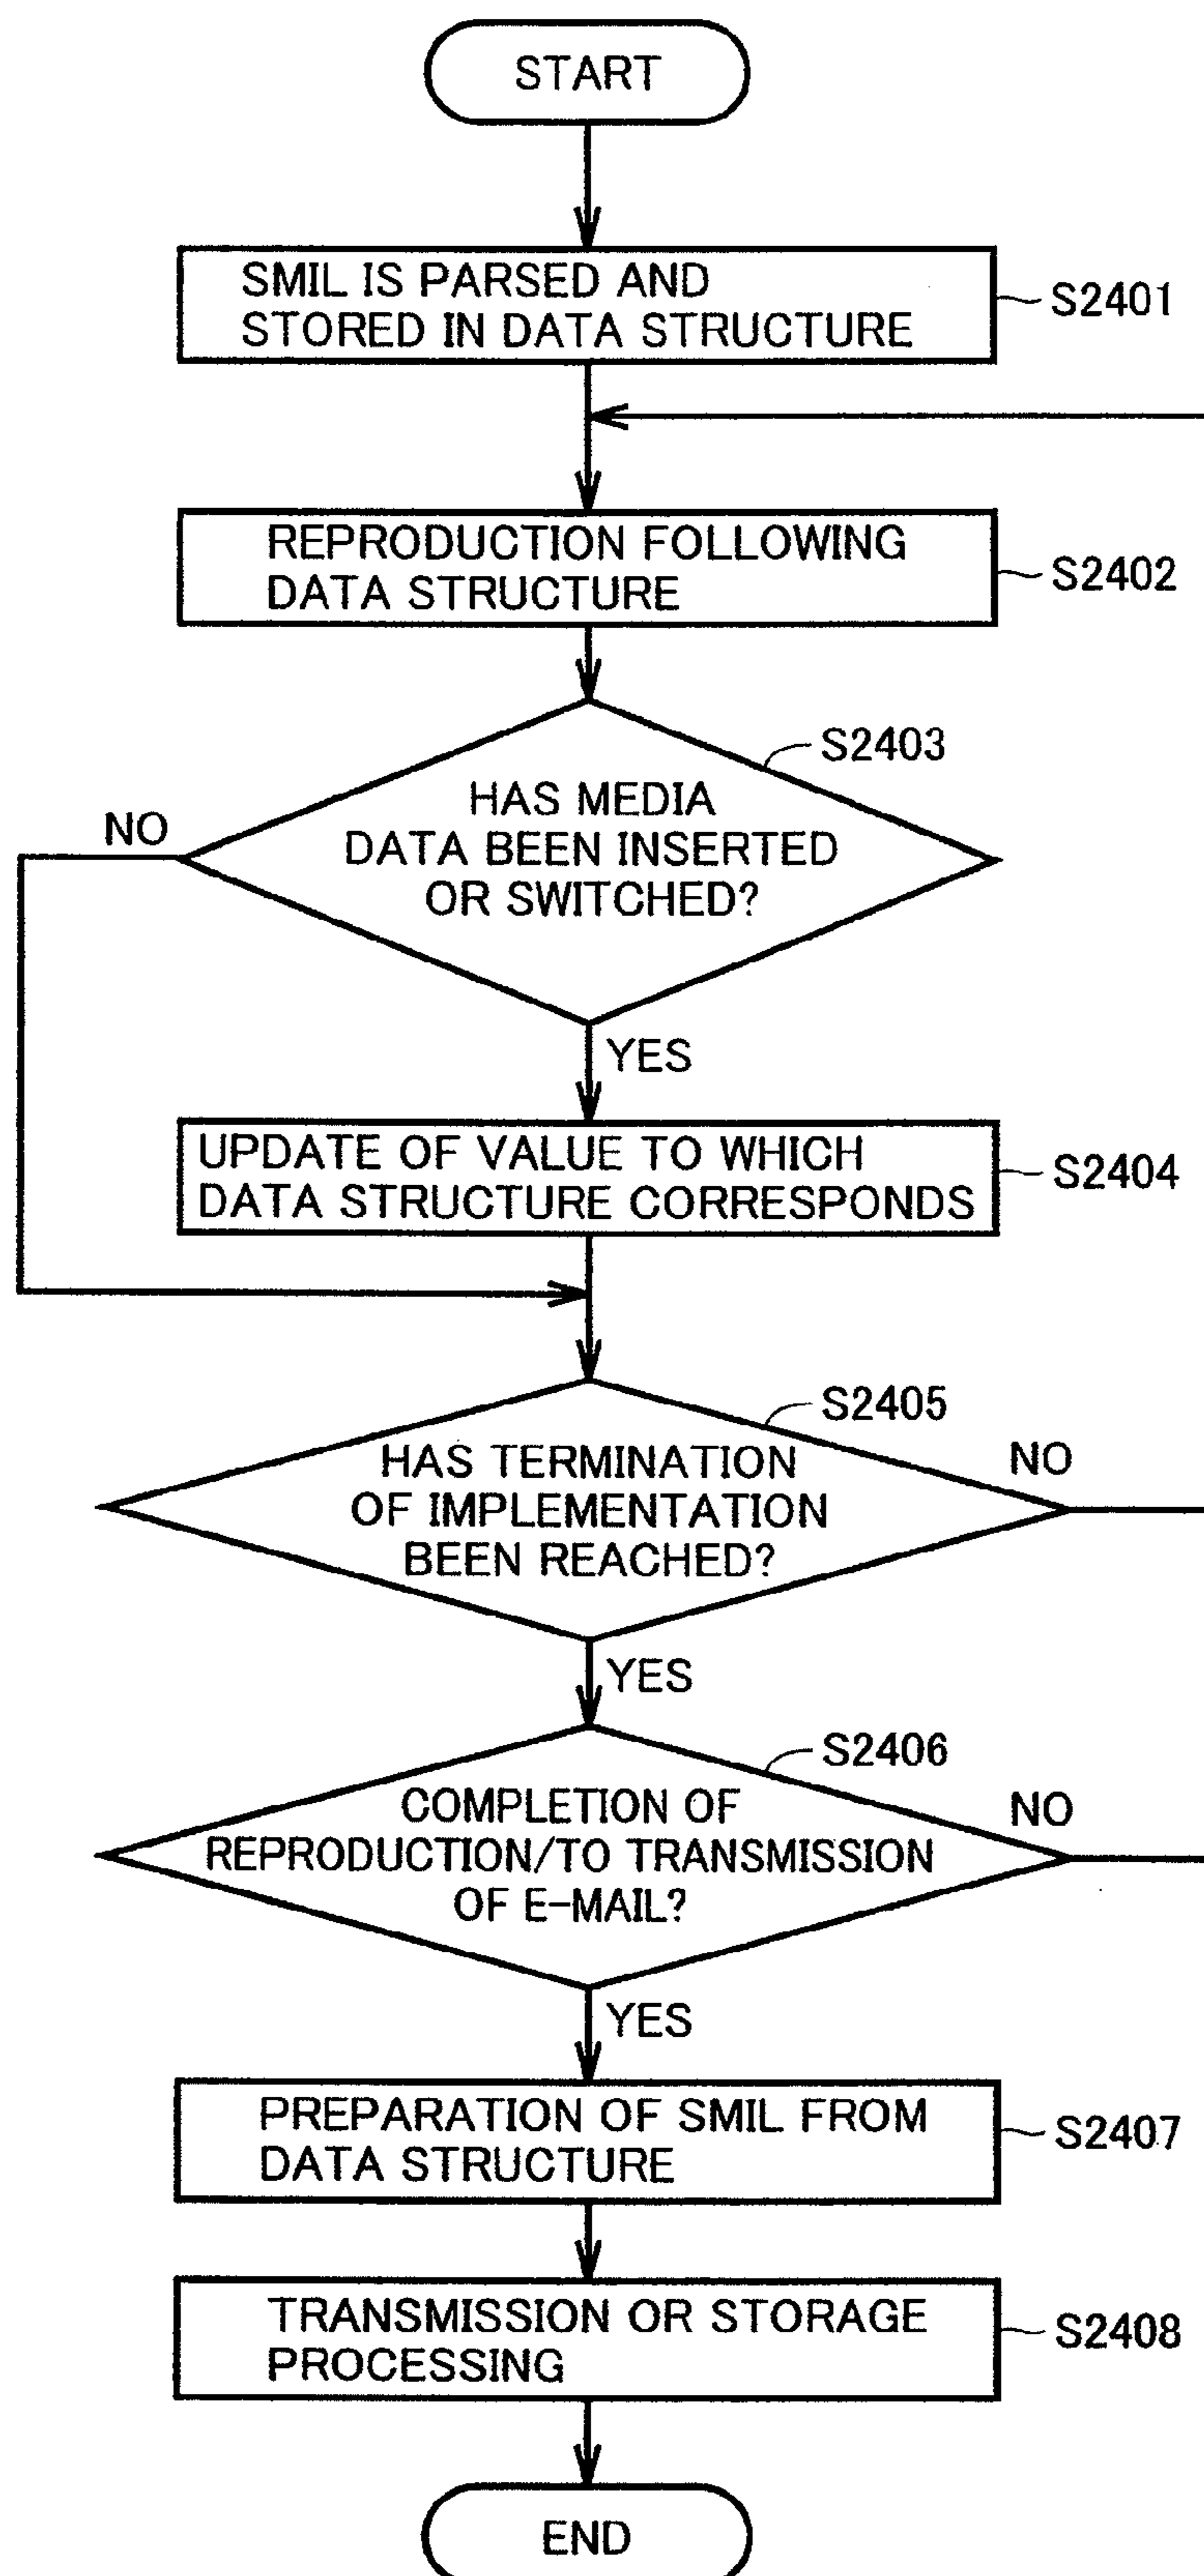 START
SMIL IS PARSED AND
STORED IN DATA STRUCTURE
S2401
REPRODUCTION FOLLOWING
DATA STRUCTURE
S2402
S2403
HAS MEDIA
DATA BEEN INSERTED
OR SWITCHED?
NO
YES
UPDATE OF VALUE TO WHICH
DATA STRUCTURE CORRESPONDS
S2404
S2405
HAS TERMINATION
OF IMPLEMENTATION
BEEN REACHED?
NO
YES
S2406
COMPLETION OF
REPRODUCTION/TO TRANSMISSION
OF E-MAIL?
NO
YES
PREPARATION OF SMIL FROM
DATA STRUCTURE
S2407
TRANSMISSION OR STORAGE
PROCESSING
S2408
END